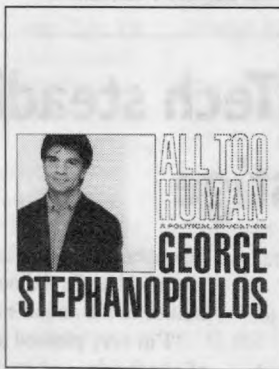 ALL TOO
HUMAN
A POLITICAL EDUCATION
GEORGE
STEPHANOPOULOS